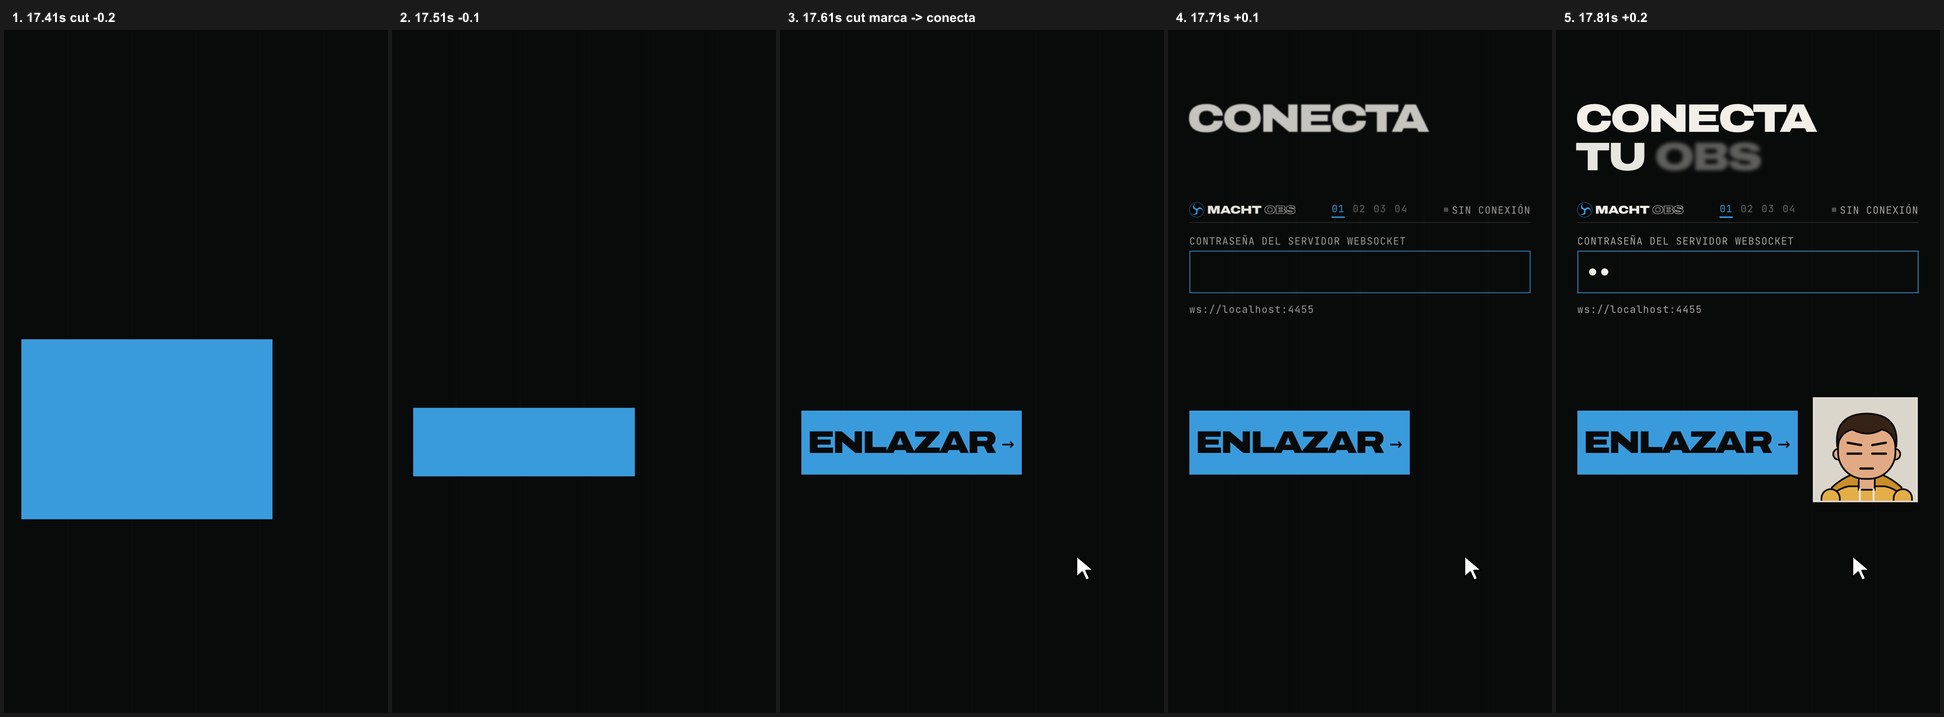 1. 17.41s cut -0.2
2. 17.51s -0.1
3. 17.61s cut marca -> conecta
ENLAZAR →
4. 17.71s +0.1
CONECTA
MACHT OBS 01 02 03 04 SIN CONEXIÓN
CONTRASEÑA DEL SERVIDOR WEBSOCKET
ws://localhost:4455
ENLAZAR →
5. 17.81s +0.2
CONECTA
TU OBS
MACHT OBS 01 02 03 04 SIN CONEXIÓN
CONTRASEÑA DEL SERVIDOR WEBSOCKET
ws://localhost:4455
ENLAZAR →